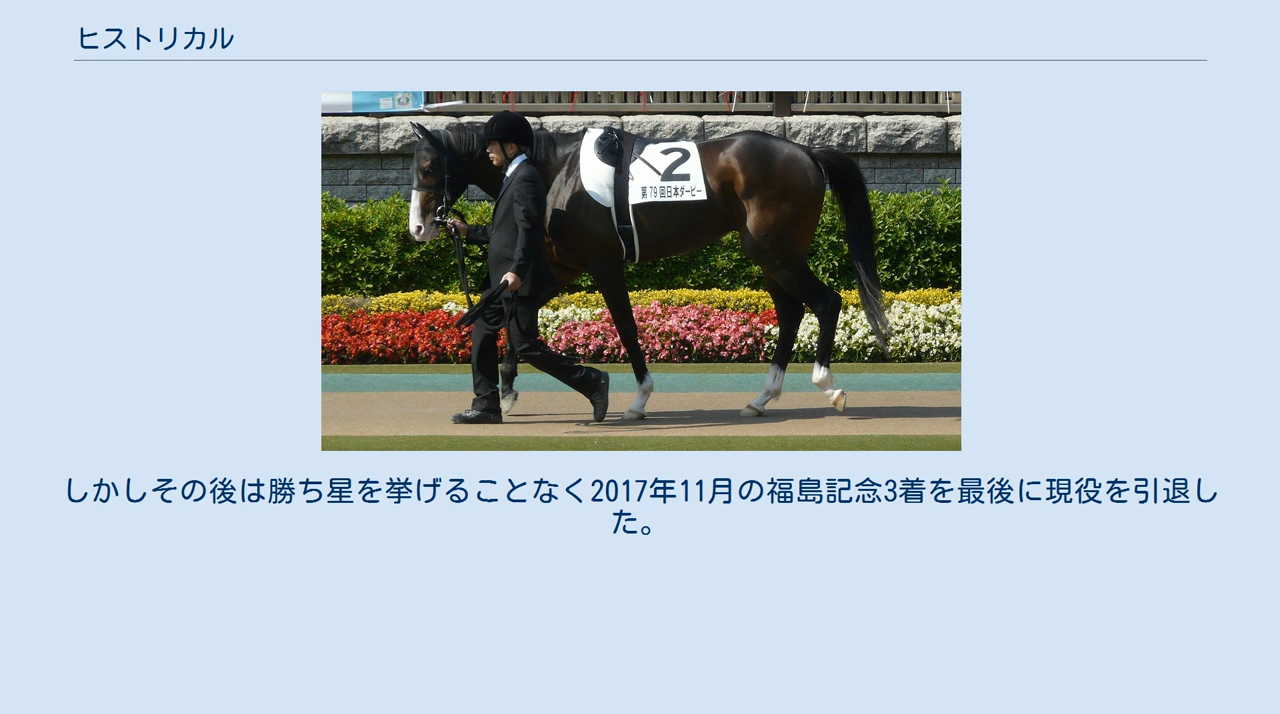 ヒストリカル
2
第79回日本ダービー
しかしその後は勝ち星を挙げることなく2017年11月の福島記念3着を最後に現役を引退し
た。